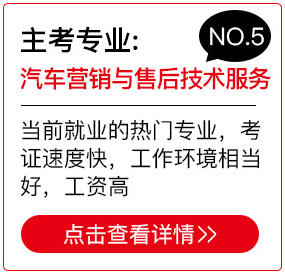 主考专业:
NO.5
汽车营销与售后技术服务
当前就业的热门专业，考
证速度快，工作环境相当
好，工资高
点击查看详情>>